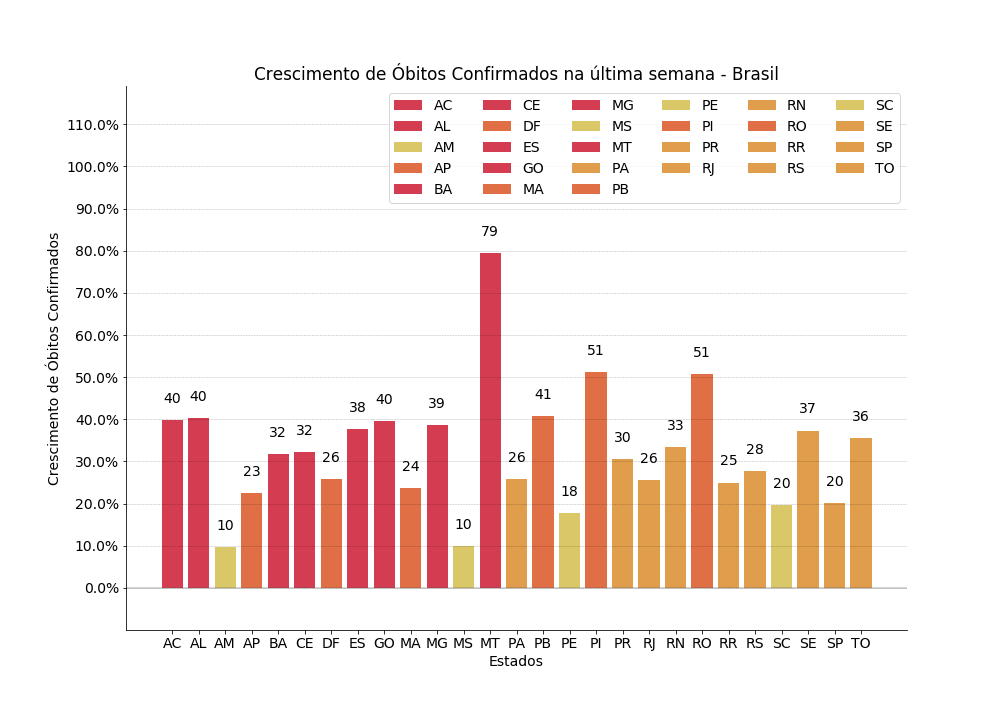 Crescimento de Óbitos Confirmados na última semana - Brasil
AC CE MG PE RN SC
AL DF MS PI RO SE
AM ES MT PR RR SP
AP GO PA RJ RS TO
BA MA PB
110.0%
100.0%
90.0%
80.0%
70.0%
60.0%
50.0%
40.0%
30.0%
20.0%
10.0%
0.0%
Crescimento de Óbitos Confirmados
40 40 10 23 32 32 26 38 40 24 39 10 79 26 41 18 51 30 26 33 51 25 28 20 37 20 36
AC AL AM AP BA CE DF ES GO MA MG MS MT PA PB PE PI PR RJ RN RO RR RS SC SE SP TO
Estados